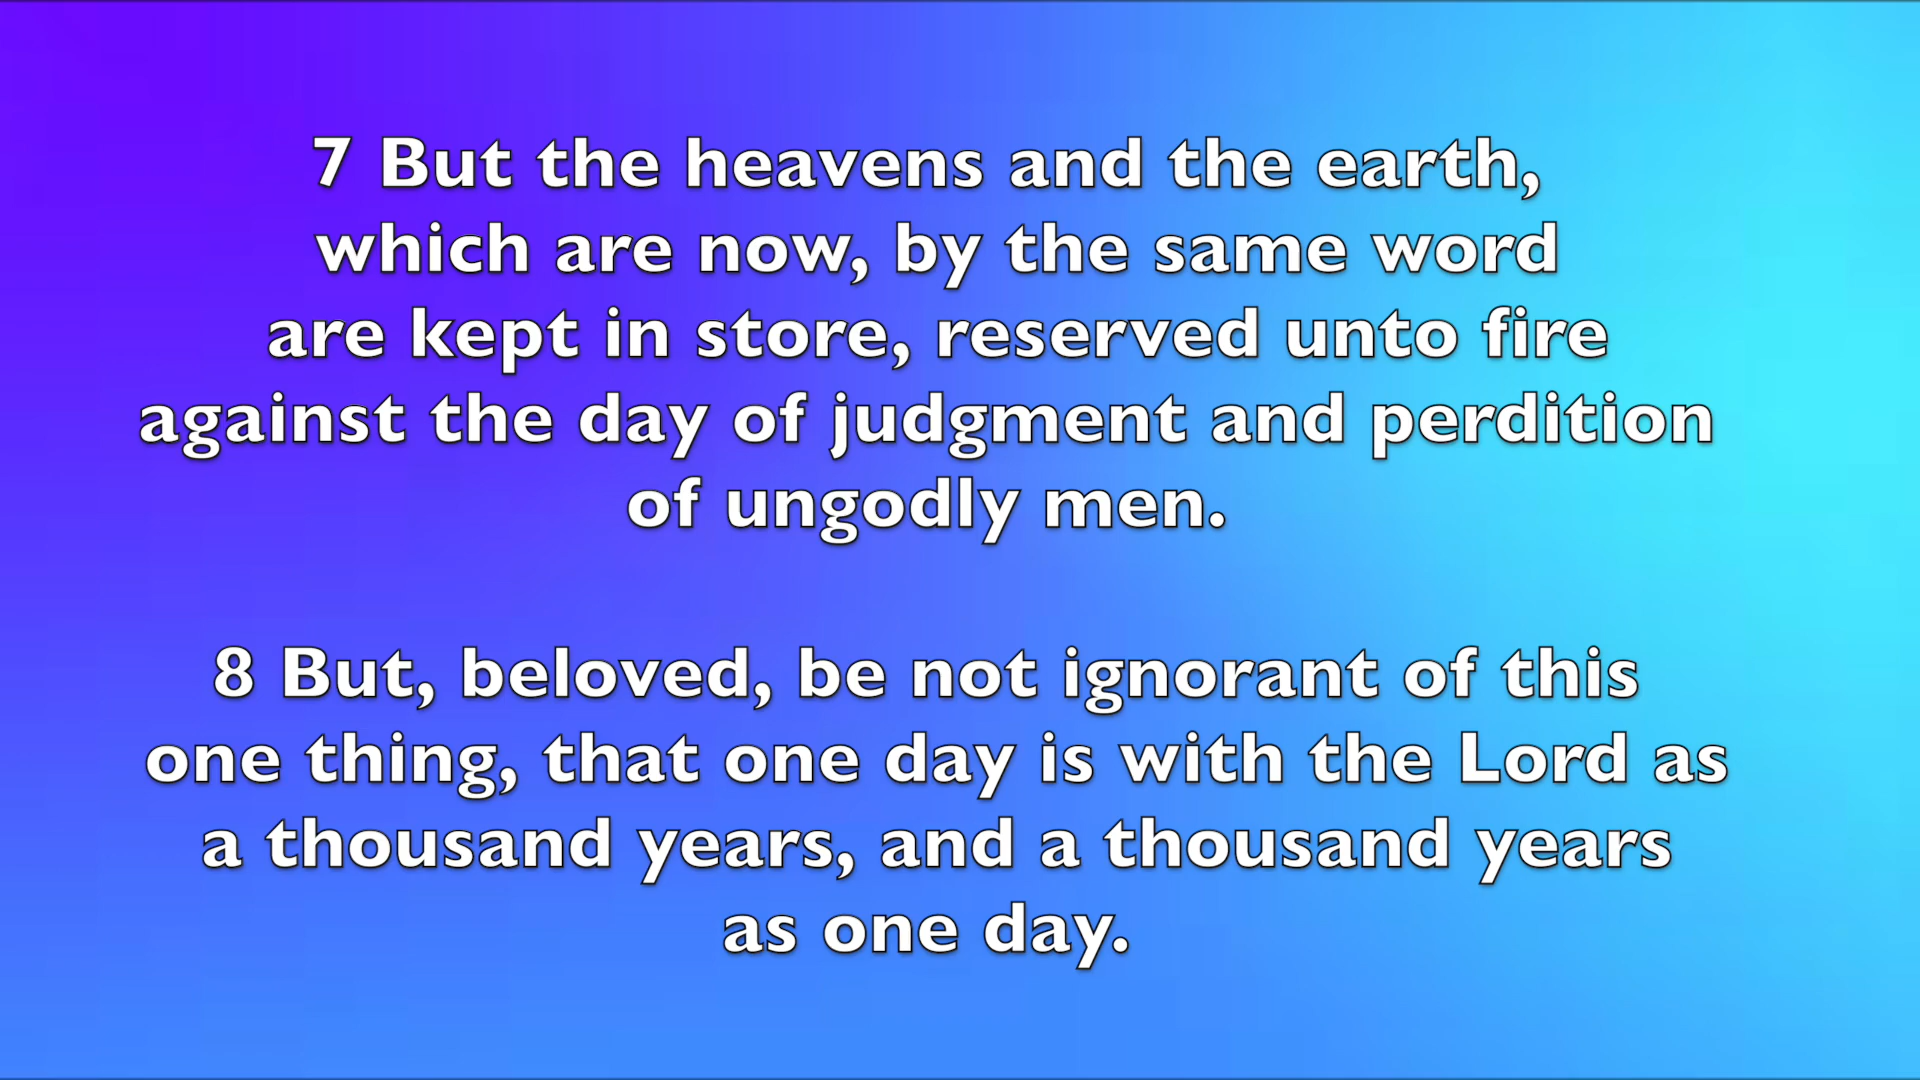 7 But the heavens and the earth,
which are now, by the same word
are kept in store, reserved unto fire
against the day of judgment and perdition
of ungodly men.
8 But, beloved, be not ignorant of this
one thing, that one day is with the Lord as
a thousand years, and a thousand years
as one day.